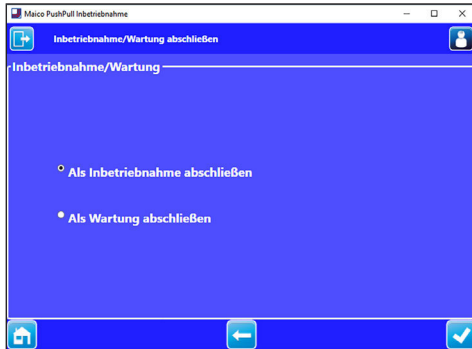 Maico PushPull Inbetriebnahme
Inbetriebnahme/Wartung abschließen
Inbetriebnahme/Wartung
Als Inbetriebnahme abschließen
Als Wartung abschließen